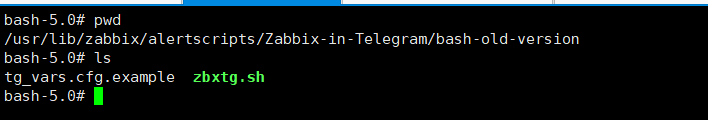 bash-5.0# pwd
/usr/lib/zabbix/alertscripts/Zabbix-in-Telegram/bash-old-version
bash-5.0# ls
tg_vars.cfg.example  zbxtg.sh
bash-5.0#